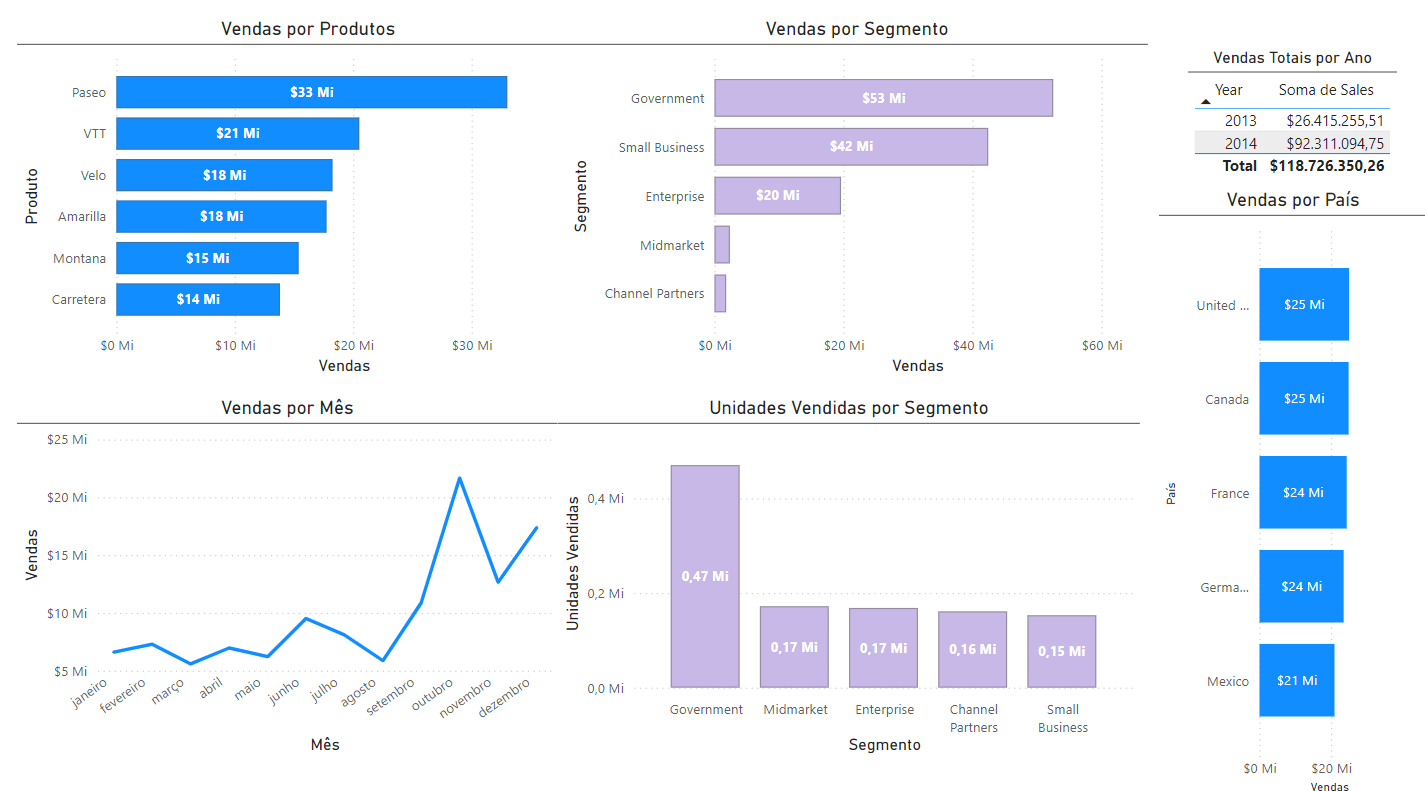 Vendas por Produtos
Produto
Paseo
$33 Mi
VTT
$21 Mi
Velo
$18 Mi
Amarilla
$18 Mi
Montana
$15 Mi
Carretera
$14 Mi
$0 Mi $10 Mi $20 Mi $30 Mi
Vendas
Vendas por Segmento
Segmento
Government
$53 Mi
Small Business
$42 Mi
Enterprise
$20 Mi
Midmarket
Channel Partners
$0 Mi $20 Mi $40 Mi $60 Mi
Vendas
Vendas Totais por Ano
Year Soma de Sales
2013 $26.415.255,51
2014 $92.311.094,75
Total $118.726.350,26
Vendas por Mês
Vendas
$25 Mi
$20 Mi
$15 Mi
$10 Mi
$5 Mi
janeiro fevereiro março abril maio junho julho agosto setembro outubro novembro dezembro
Mês
Unidades Vendidas por Segmento
Unidades Vendidas
0,4 Mi
0,2 Mi
0,0 Mi
0,47 Mi
0,17 Mi
0,17 Mi
0,16 Mi
0,15 Mi
Government Midmarket Enterprise Channel Small
Partners Business
Segmento
Vendas por País
País
United ...
$25 Mi
Canada
$25 Mi
France
$24 Mi
Germa...
$24 Mi
Mexico
$21 Mi
$0 Mi $20 Mi
Vendas